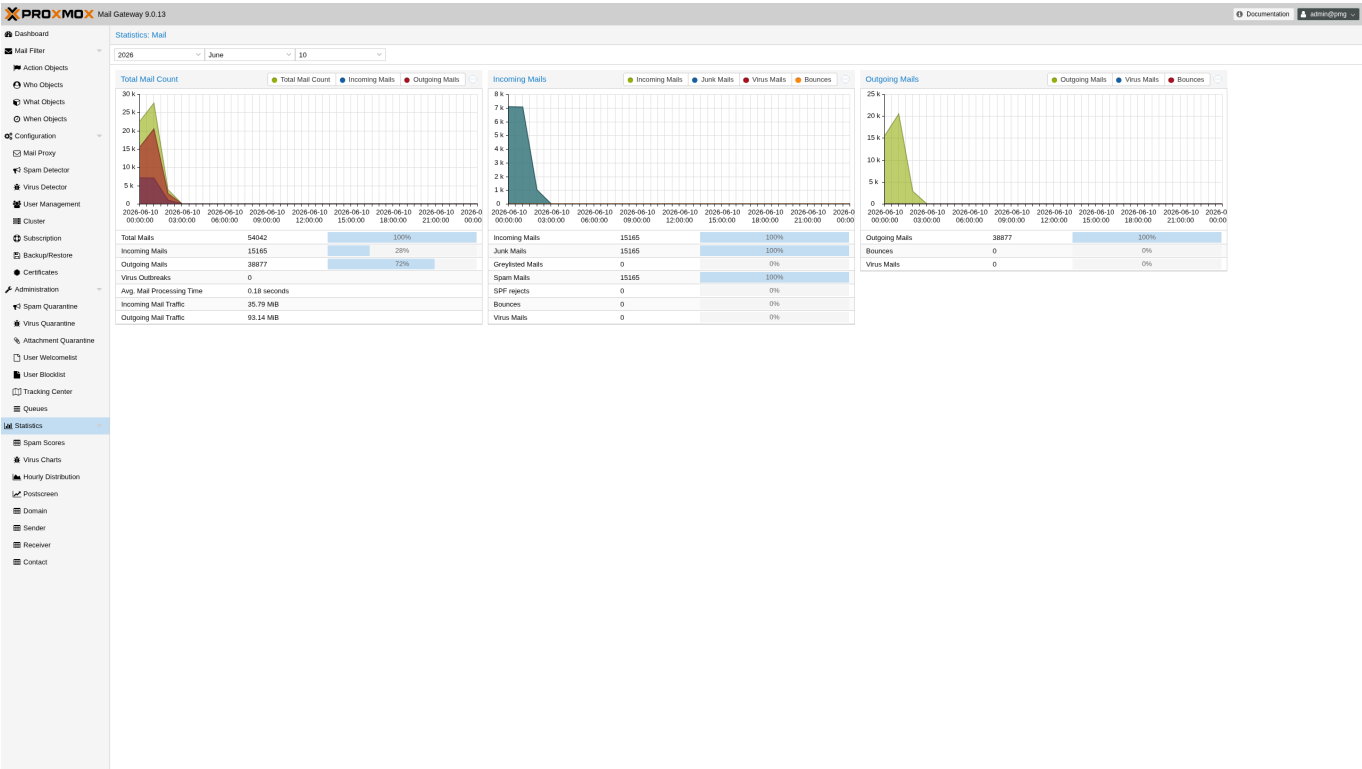 PROXMOX Mail Gateway 9.0.13
Documentation
admin@pmg
Dashboard
Mail Filter
Action Objects
Who Objects
What Objects
When Objects
Configuration
Mail Proxy
Spam Detector
Virus Detector
User Management
Cluster
Subscription
Backup/Restore
Certificates
Administration
Spam Quarantine
Virus Quarantine
Attachment Quarantine
User Welcomelist
User Blocklist
Tracking Center
Queues
Statistics
Spam Scores
Virus Charts
Hourly Distribution
Postscreen
Domain
Sender
Receiver
Contact
Statistics: Mail
2026 June 10
Total Mail Count
Total Mail Count Incoming Mails Outgoing Mails
30 k
25 k
20 k
15 k
10 k
5 k
0
2026-06-10 2026-06-10 2026-06-10 2026-06-10 2026-06-10 2026-06-10 2026-06-10 2026-06-10 2026-0
00:00:00 03:00:00 06:00:00 09:00:00 12:00:00 15:00:00 18:00:00 21:00:00 00:00
Total Mails 54042 100%
Incoming Mails 15165 28%
Outgoing Mails 38877 72%
Virus Outbreaks 0
Avg. Mail Processing Time 0.18 seconds
Incoming Mail Traffic 35.79 MiB
Outgoing Mail Traffic 93.14 MiB
Incoming Mails
Incoming Mails Junk Mails Virus Mails Bounces
8 k
7 k
6 k
5 k
4 k
3 k
2 k
1 k
0
2026-06-10 2026-06-10 2026-06-10 2026-06-10 2026-06-10 2026-06-10 2026-06-10 2026-06-10 2026-0
00:00:00 03:00:00 06:00:00 09:00:00 12:00:00 15:00:00 18:00:00 21:00:00 00:00
Incoming Mails 15165 100%
Junk Mails 15165 100%
Greylisted Mails 0 0%
Spam Mails 15165 100%
SPF rejects 0 0%
Bounces 0 0%
Virus Mails 0 0%
Outgoing Mails
Outgoing Mails Virus Mails Bounces
25 k
20 k
15 k
10 k
5 k
0
2026-06-10 2026-06-10 2026-06-10 2026-06-10 2026-06-10 2026-06-10 2026-06-10 2026-06-10 2026-0
00:00:00 03:00:00 06:00:00 09:00:00 12:00:00 15:00:00 18:00:00 21:00:00 00:00
Outgoing Mails 38877 100%
Bounces 0 0%
Virus Mails 0 0%